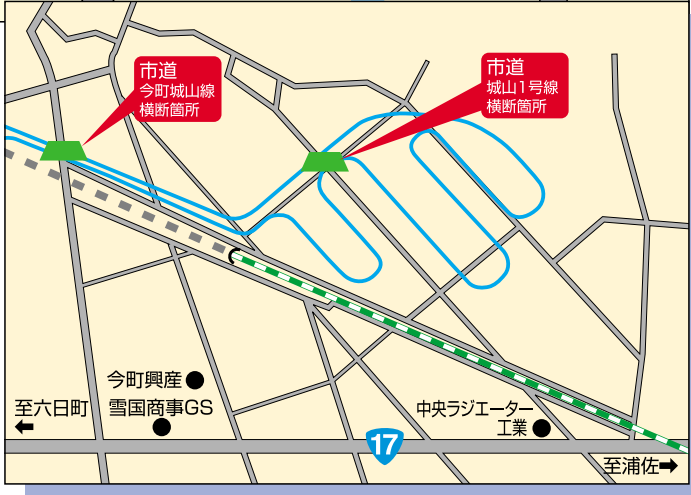 市道
今町城山線
横断箇所
市道
城山1号線
横断箇所
今町興産
雪国商事GS
至六日町
中央ラジエーター
工業
17
至浦佐